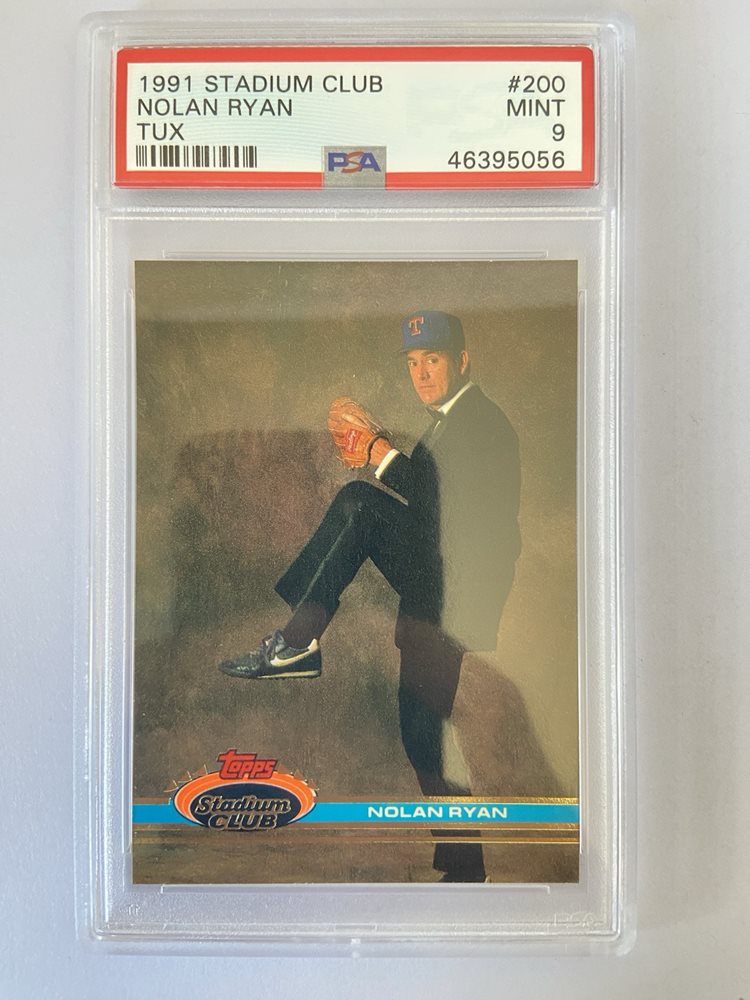 1991 STADIUM CLUB #200
NOLAN RYAN MINT
TUX 9
PSA 46395056
T
topps
Stadium
CLUB
NOLAN RYAN